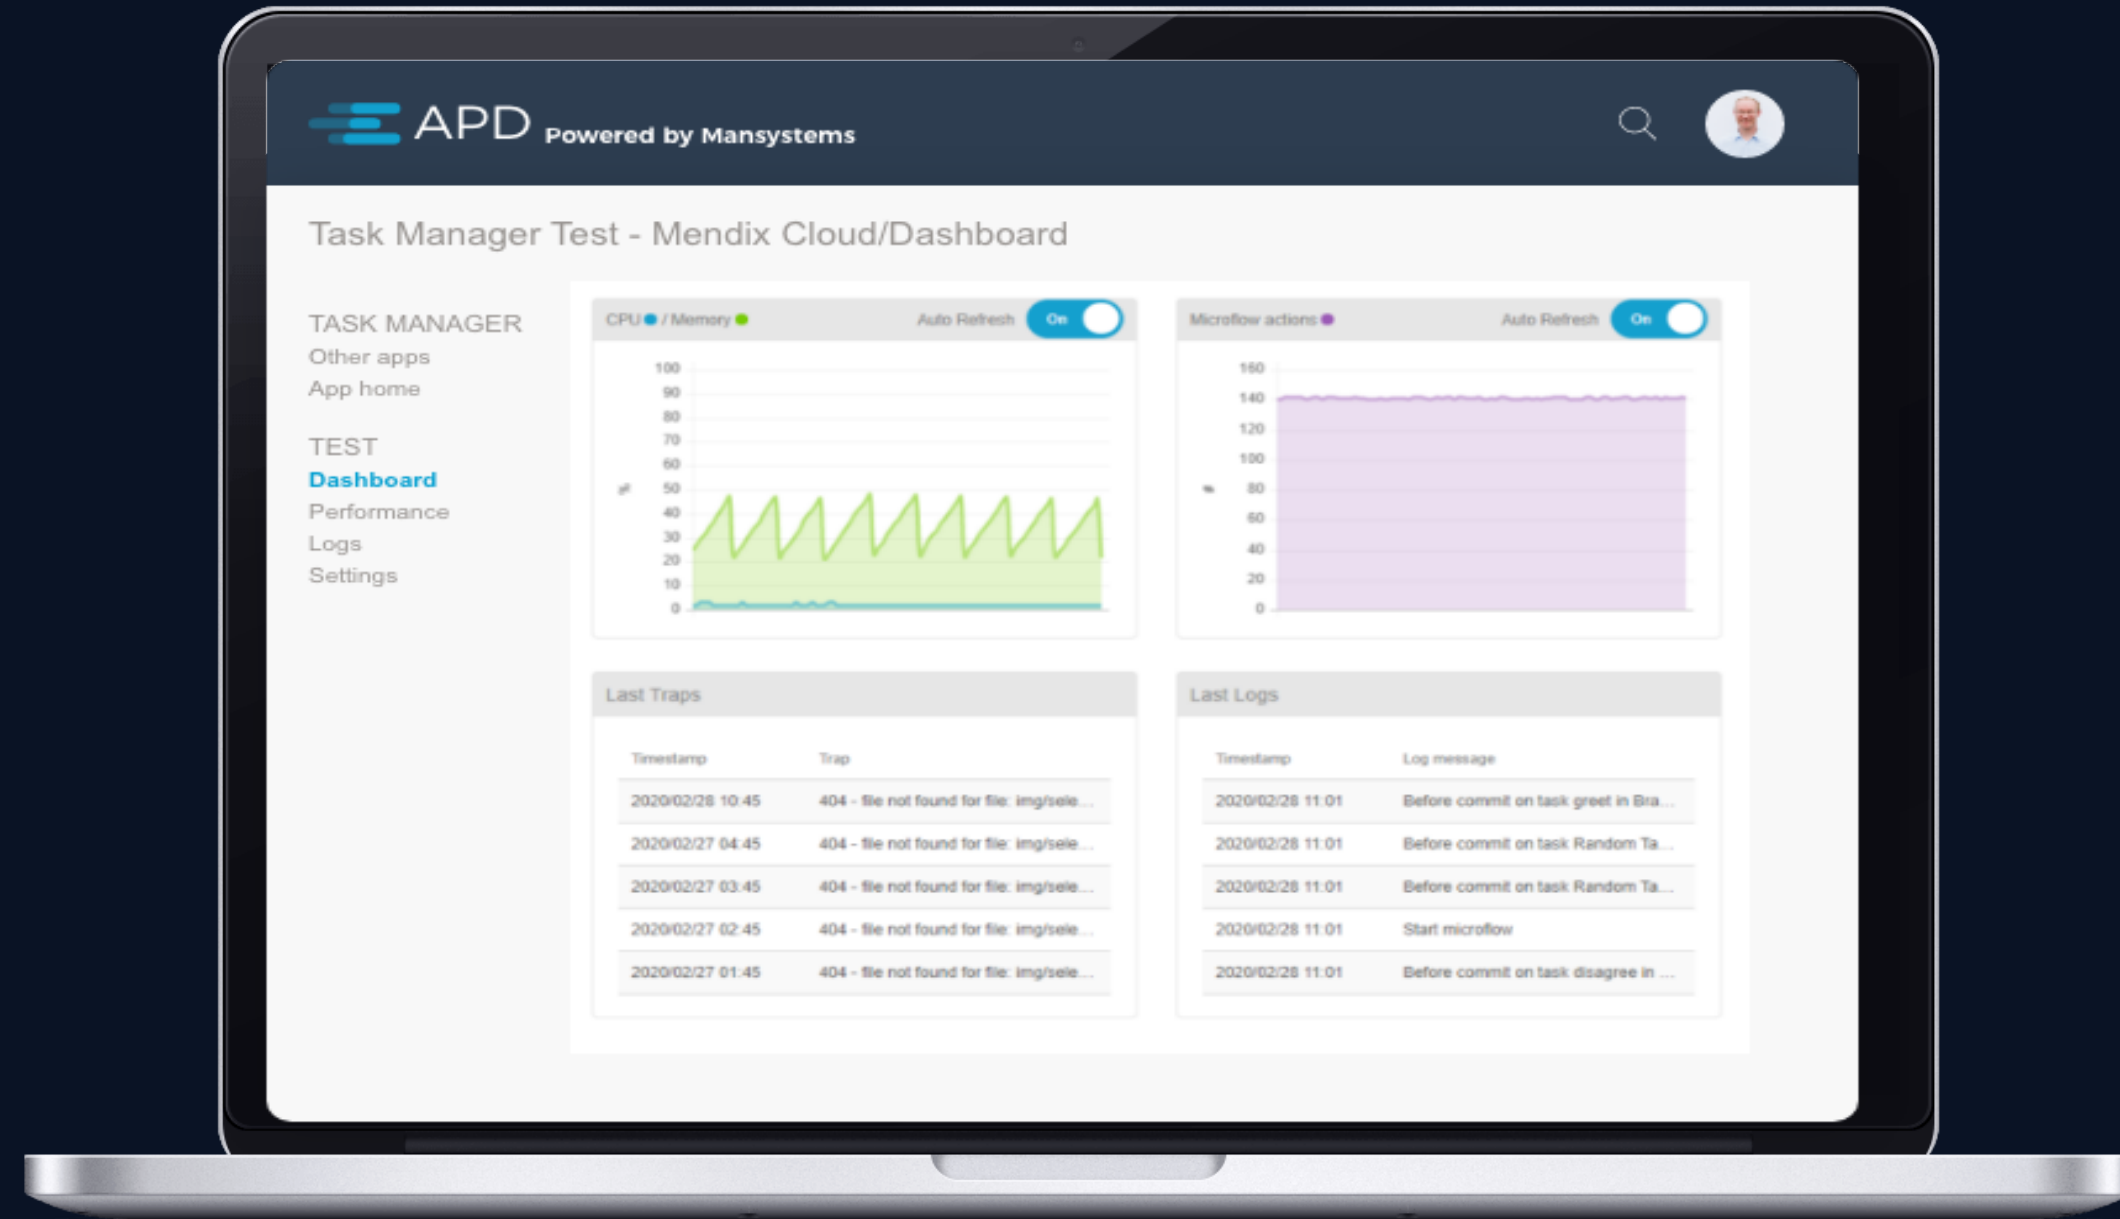 APD Powered by Mansystems
Task Manager Test - Mendix Cloud/Dashboard
TASK MANAGER
Other apps
App home
TEST
Dashboard
Performance
Logs
Settings
CPU / Memory
Auto Refresh
On
100
90
80
70
60
50
40
30
20
10
0
%
Microflow actions
Auto Refresh
On
160
140
120
100
80
60
40
20
0
#
Last Traps
Timestamp Trap
2020/02/28 10:45 404 - file not found for file: img/sele...
2020/02/27 04:45 404 - file not found for file: img/sele...
2020/02/27 03:45 404 - file not found for file: img/sele...
2020/02/27 02:45 404 - file not found for file: img/sele...
2020/02/27 01:45 404 - file not found for file: img/sele...
Last Logs
Timestamp Log message
2020/02/28 11:01 Before commit on task greet in Bra...
2020/02/28 11:01 Before commit on task Random Ta...
2020/02/28 11:01 Before commit on task Random Ta...
2020/02/28 11:01 Start microflow
2020/02/28 11:01 Before commit on task disagree in ...